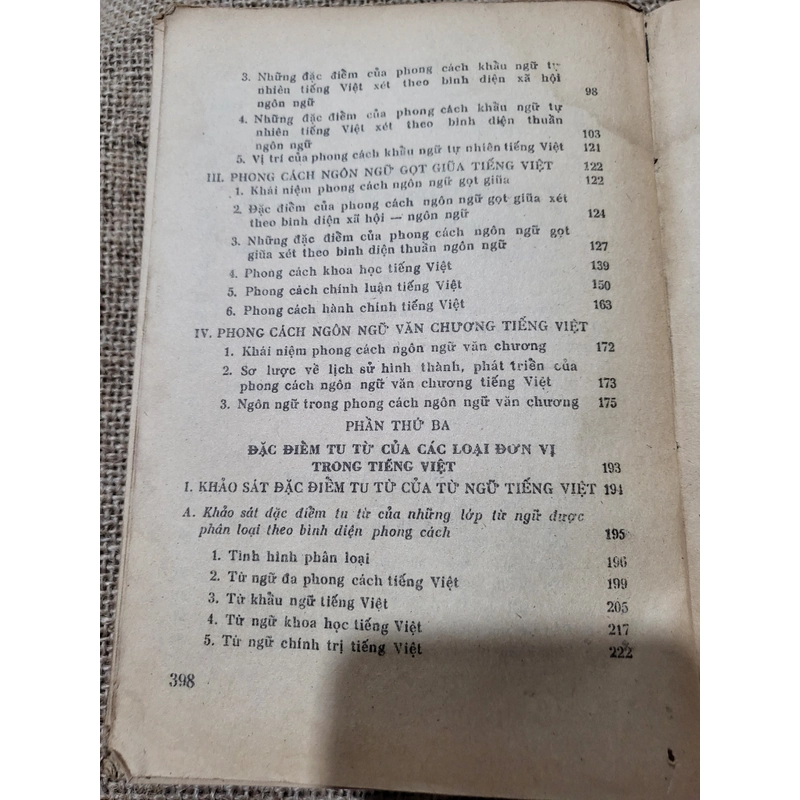 3. Những đặc điểm của phong cách khẩu ngữ tự
nhiên tiếng Việt xét theo bình diện xã hội
ngôn ngữ 98
4. Những đặc điểm của phong cách khẩu ngữ tự
nhiên tiếng Việt xét theo bình diện thuần
ngôn ngữ 103
5. Vị trí của phong cách khẩu ngữ tự nhiên tiếng Việt 121
III. PHONG CÁCH NGÔN NGỮ GỌT GIŨA TIẾNG VIỆT 122
1. Khái niệm phong cách ngôn ngữ gọt giũa 122
2. Đặc điểm của phong cách ngôn ngữ gọt giũa xét
theo bình diện xã hội — ngôn ngữ 124
3. Những đặc điểm của phong cách ngôn ngữ gọt
giũa xét theo bình diện thuần ngôn ngữ 127
4. Phong cách khoa học tiếng Việt 139
5. Phong cách chính luận tiếng Việt 150
6. Phong cách hành chính tiếng Việt 163
IV. PHONG CÁCH NGÔN NGỮ VĂN CHƯƠNG TIẾNG VIỆT
1. Khái niệm phong cách ngôn ngữ văn chương 172
2. Sơ lược về lịch sử hình thành, phát triển của
phong cách ngôn ngữ văn chương tiếng Việt 173
3. Ngôn ngữ trong phong cách ngôn ngữ văn chương 175
PHẦN THỨ BA
ĐẶC ĐIỂM TU TỪ CỦA CÁC LOẠI ĐƠN VỊ
TRONG TIẾNG VIỆT 193
I. KHẢO SÁT ĐẶC ĐIỂM TU TỪ CỦA TỪ NGỮ TIẾNG VIỆT 194
A. Khảo sát đặc điểm tu từ của những lớp từ ngữ được
phân loại theo bình diện phong cách 195
1. Tình hình phân loại 196
2. Từ ngữ đa phong cách tiếng Việt 199
3. Từ khẩu ngữ tiếng Việt 205
4. Từ ngữ khoa học tiếng Việt 217
5. Từ ngữ chính trị tiếng Việt 222
398